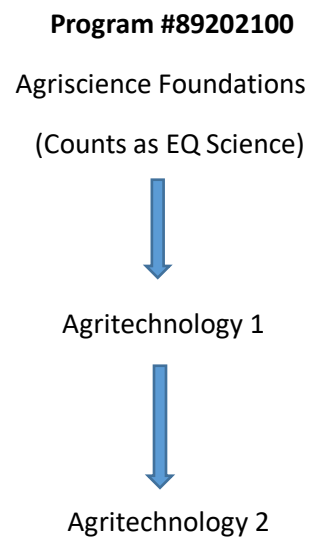 Program #89202100
Agriscience Foundations
(Counts as EQ Science)
Agritechnology 1
Agritechnology 2